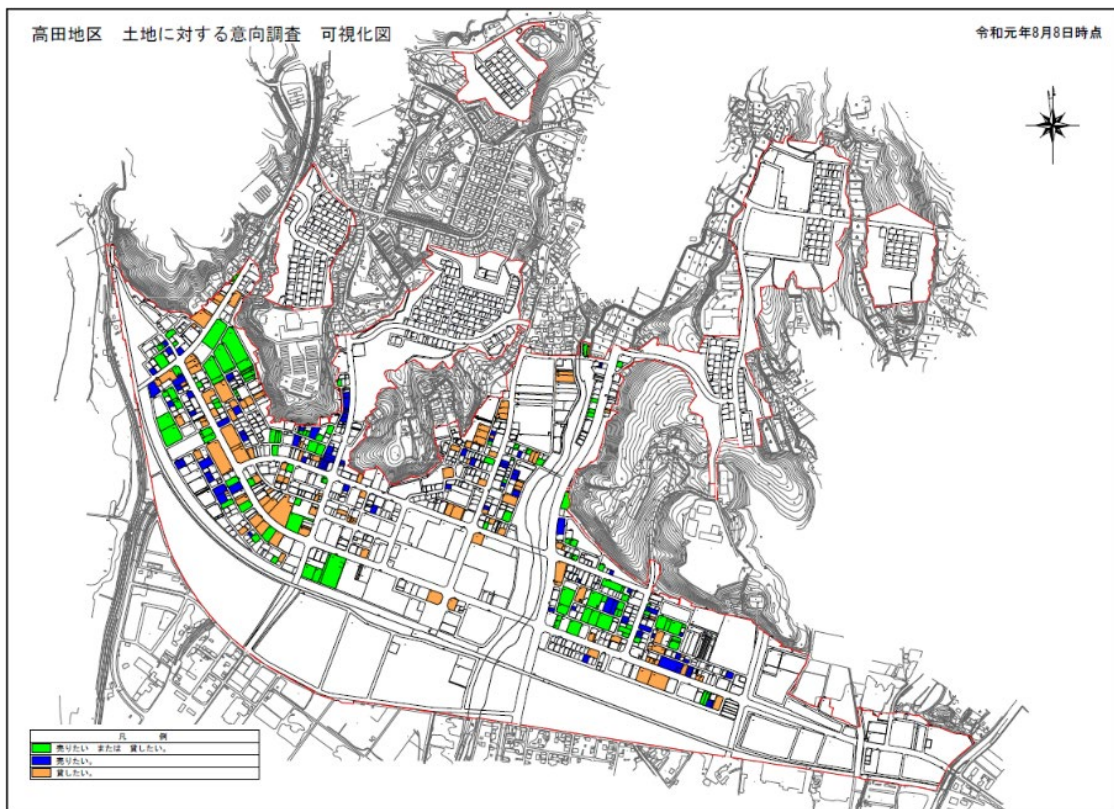 高田地区　土地に対する意向調査　可視化図
令和元年8月8日時点
凡　例
売りたい　または　貸したい。
売りたい。
貸したい。